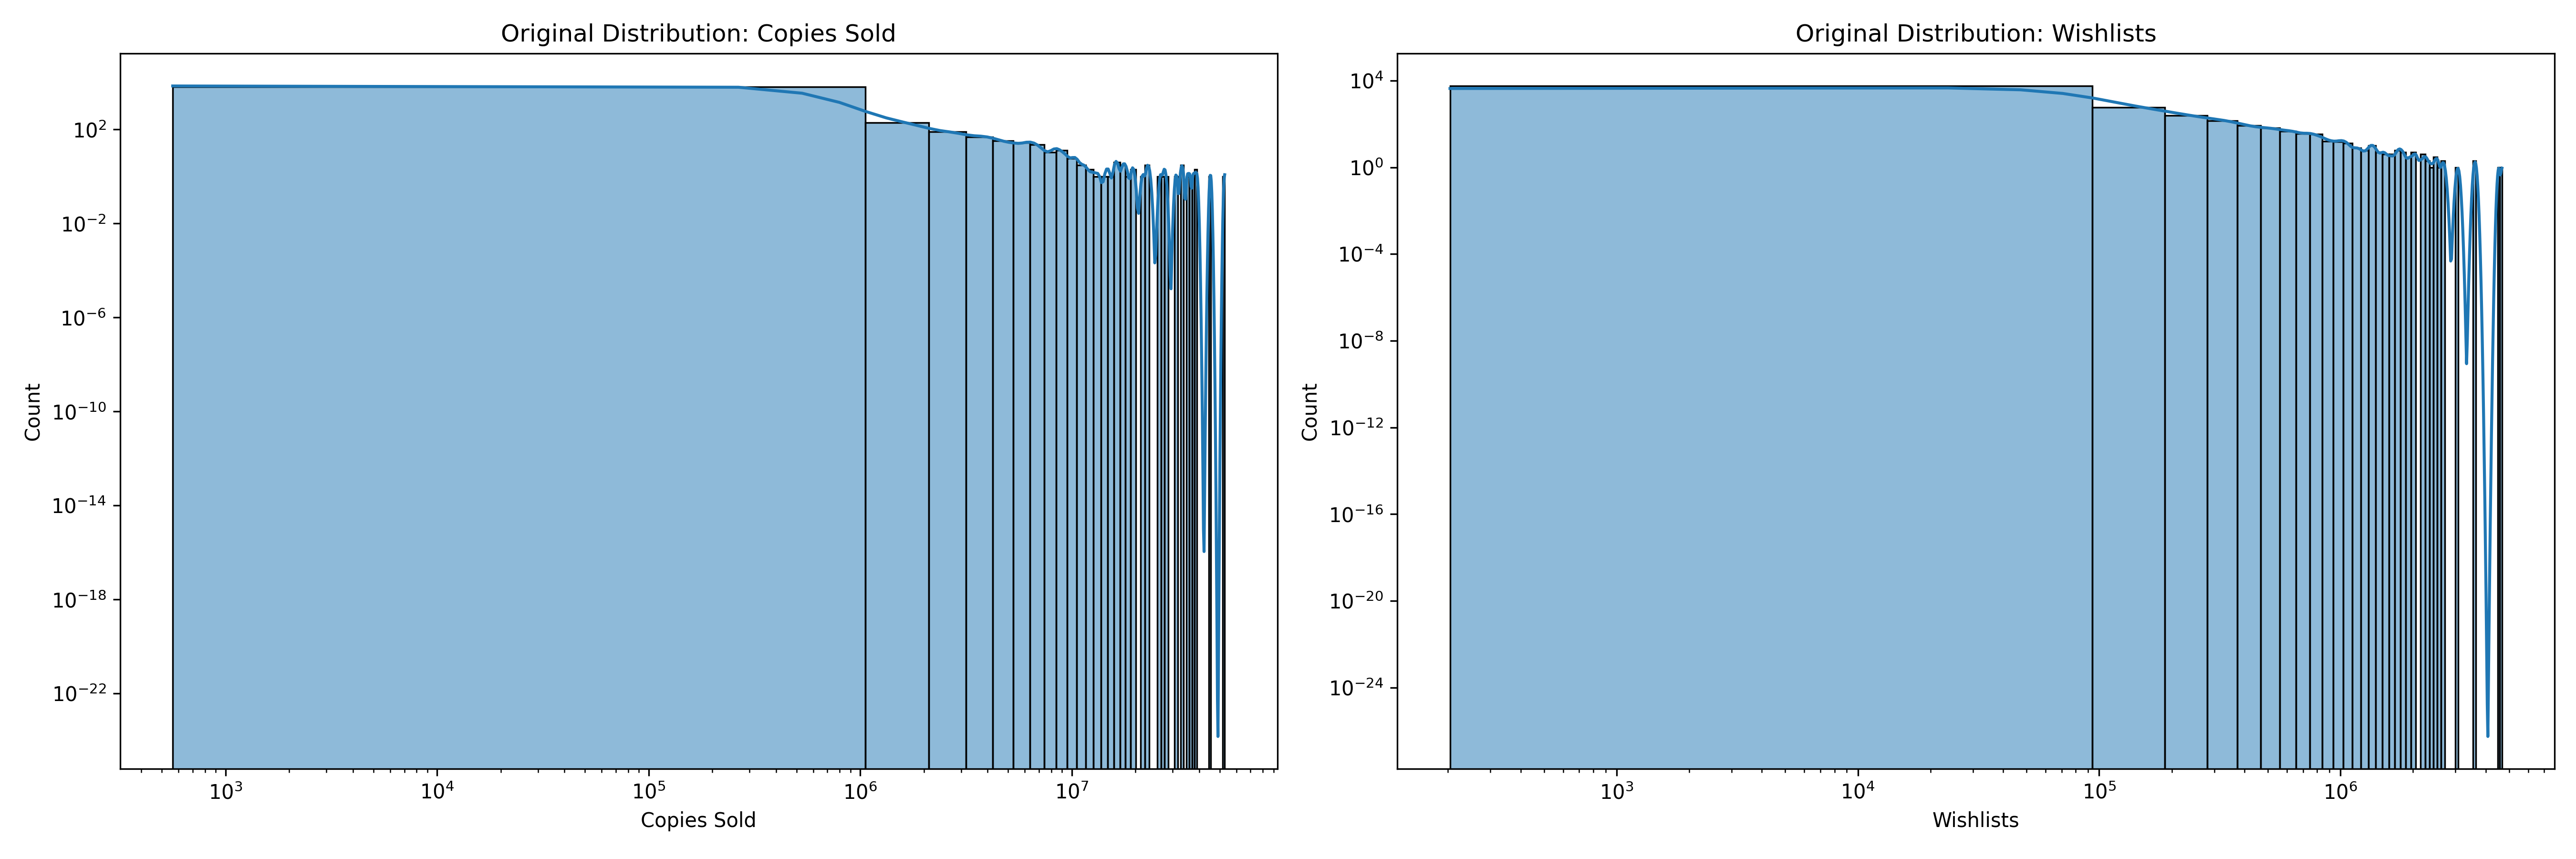 Original Distribution: Copies Sold
Count
10^2
10^-2
10^-6
10^-10
10^-14
10^-18
10^-22
10^3 10^4 10^5 10^6 10^7
Copies Sold
Original Distribution: Wishlists
Count
10^4
10^0
10^-4
10^-8
10^-12
10^-16
10^-20
10^-24
10^3 10^4 10^5 10^6
Wishlists